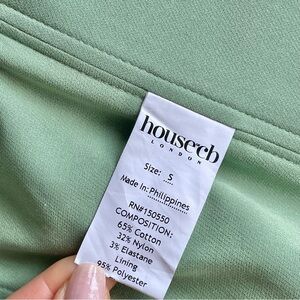 house cb
LONDON
Size: S
Made In: Philippines
RN#150550
COMPOSITION:
65% Cotton
32% Nylon
3% Elastane
Lining
95% Polyester